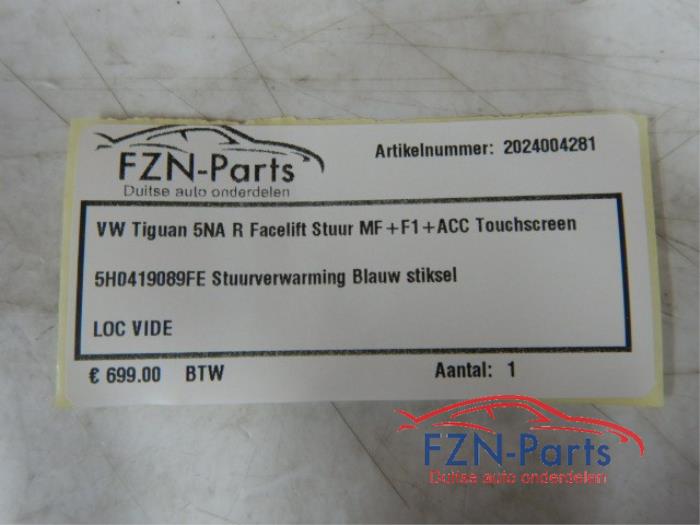 FZN-Parts
Duitse auto onderdelen
Artikelnummer: 2024004281
VW Tiguan 5NA R Facelift Stuur MF+F1+ACC Touchscreen
5H0419089FE Stuurverwarming Blauw stiksel
LOC VIDE
€ 699.00 BTW Aantal: 1
FZN-Parts
Duitse auto onderdelen